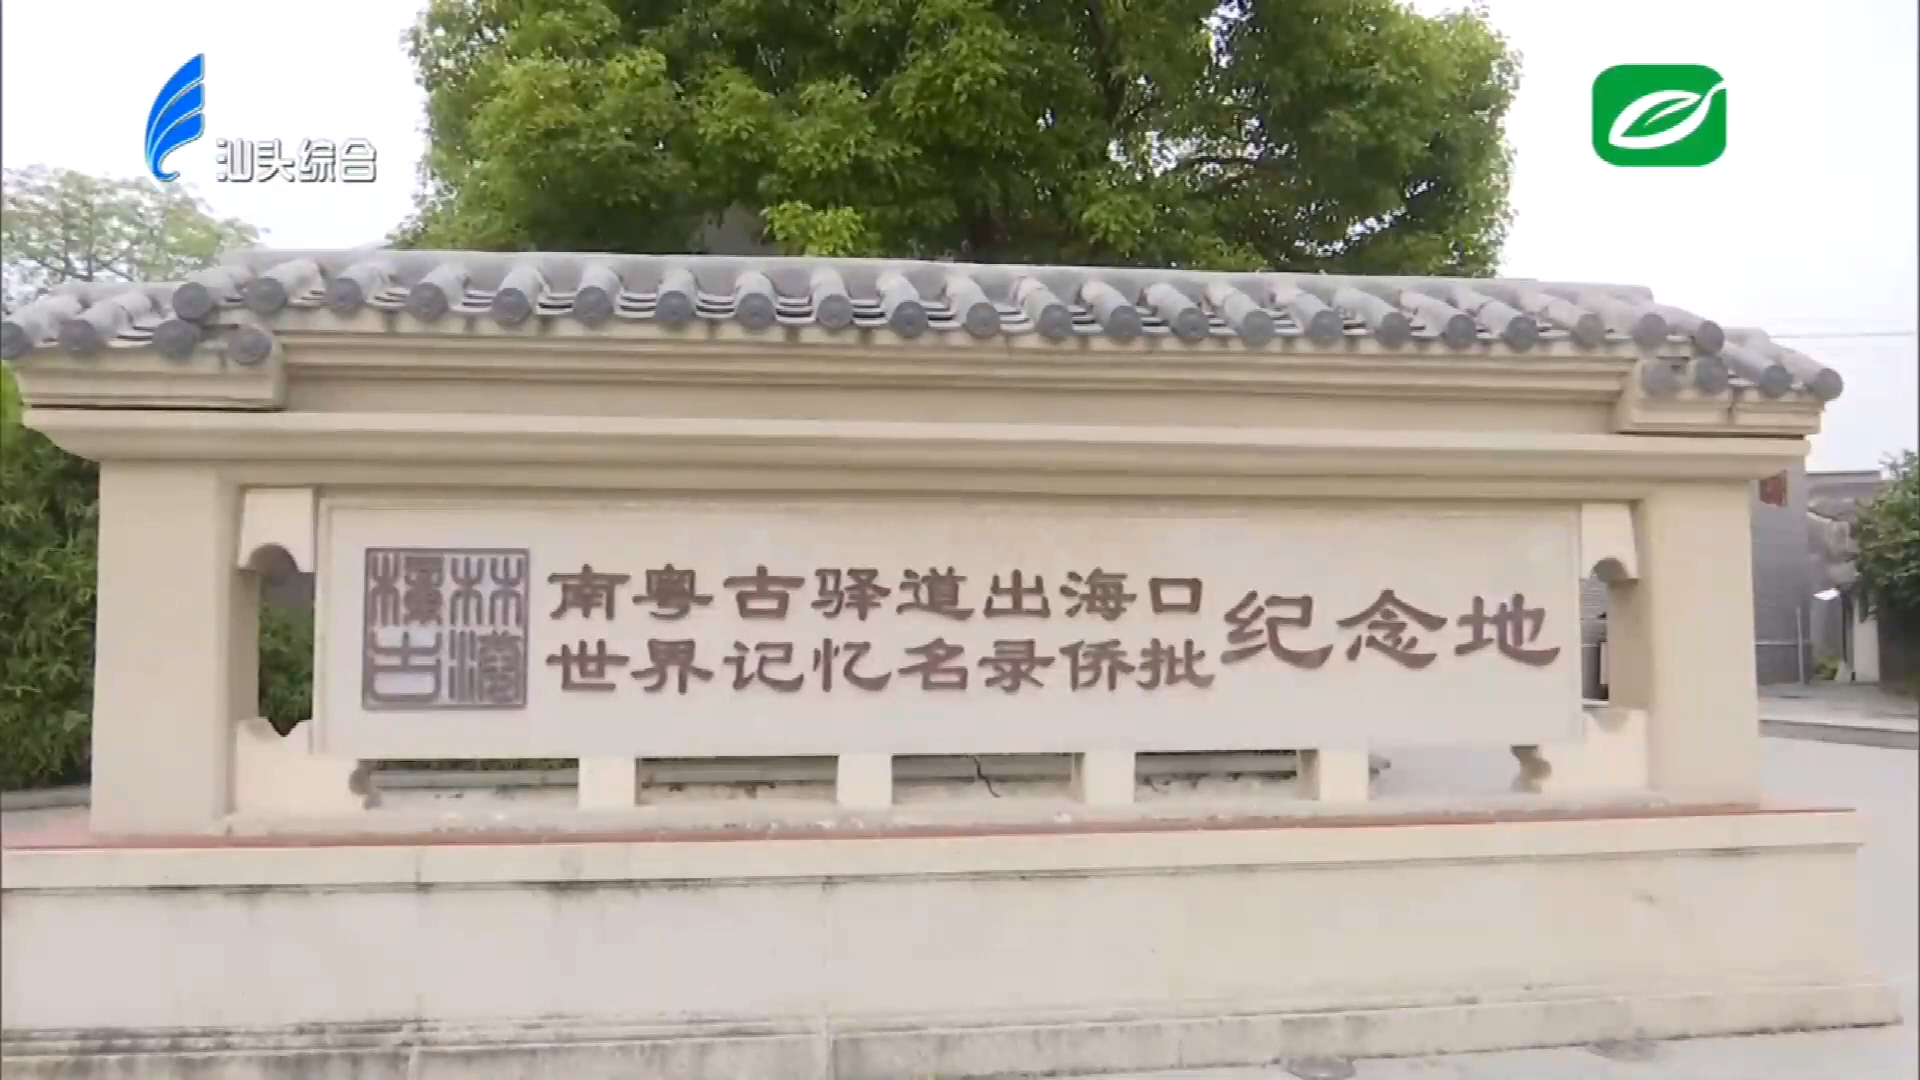 汕头综合
樟林古港
南粤古驿道出海口
世界记忆名录侨批
纪念地